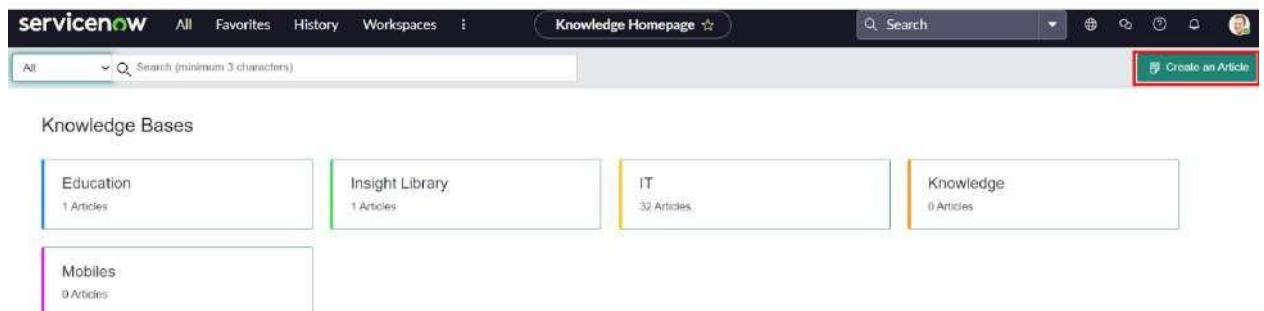 servicenow All Favorites History Workspaces Knowledge Homepage Search
All Search (minimum 3 characters) Create an Article
Knowledge Bases
Education Insight Library IT Knowledge
1 Articles 1 Articles 32 Articles 0 Articles
Mobiles
0 Articles